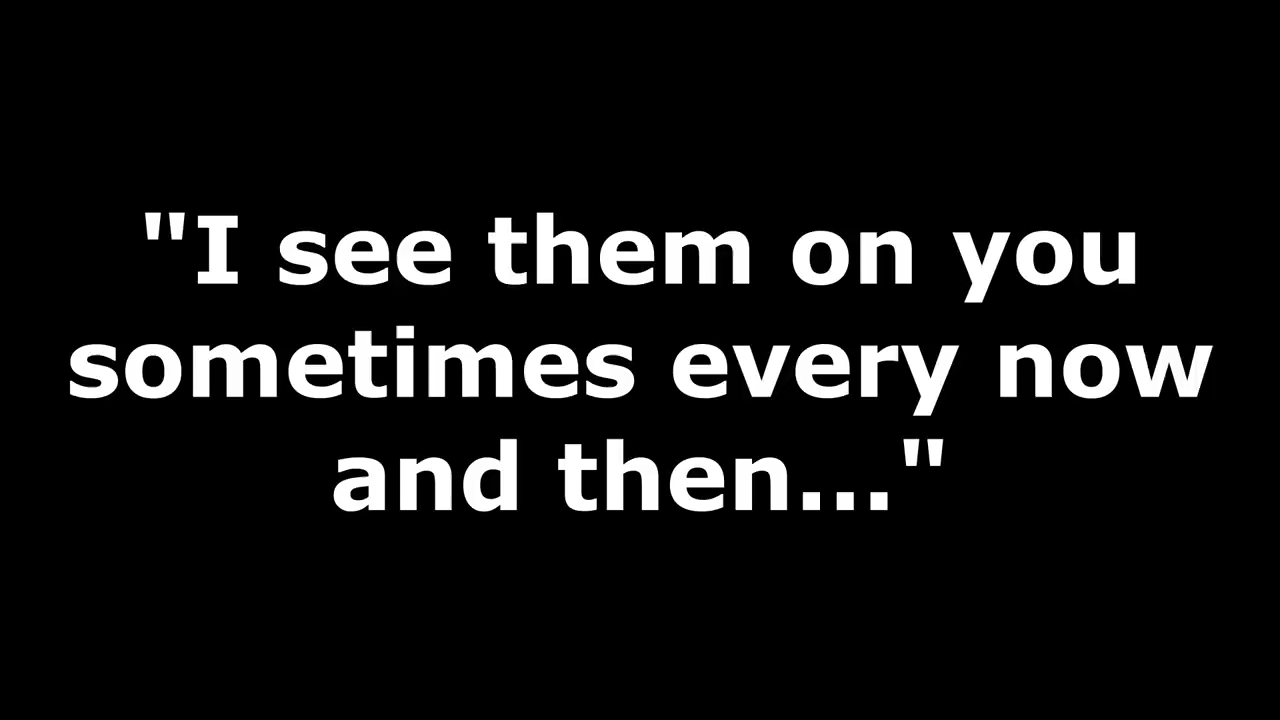 "I see them on you
sometimes every now
and then..."